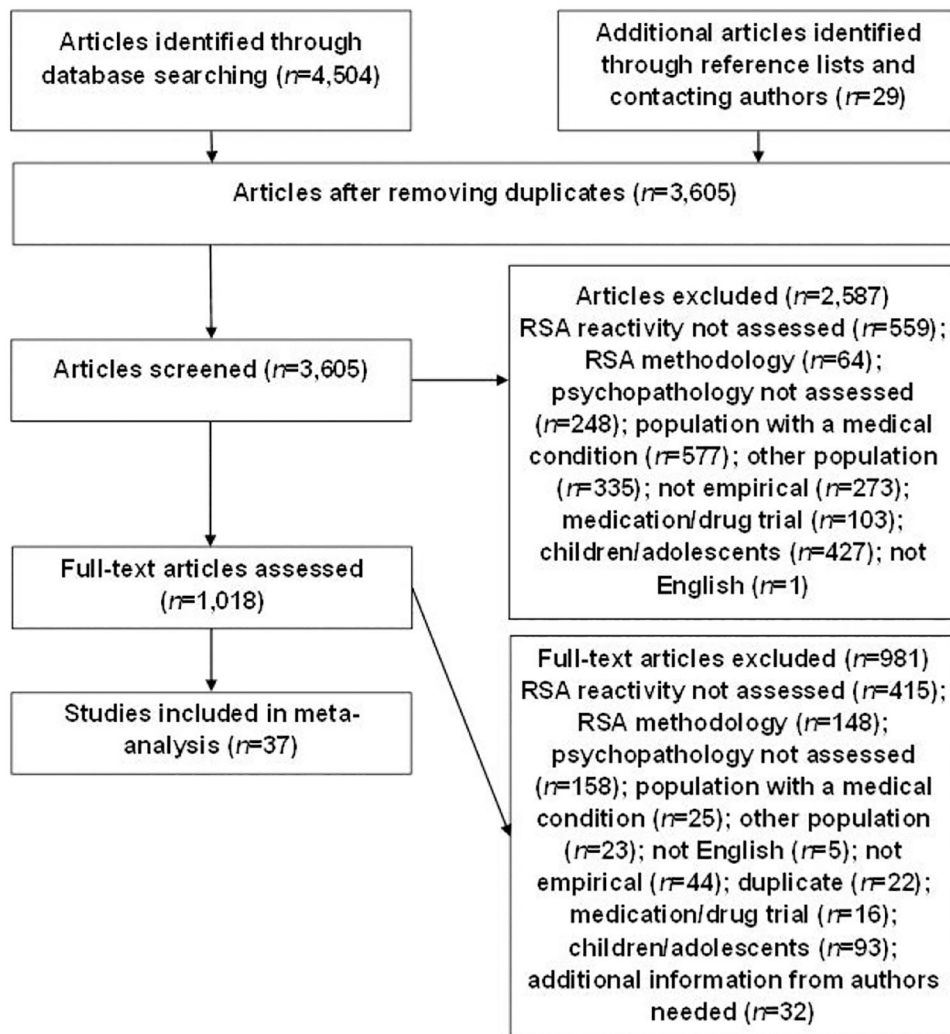 Articles identified through
database searching (n=4,504)
Additional articles identified
through reference lists and
contacting authors (n=29)
Articles after removing duplicates (n=3,605)
Articles screened (n=3,605)
Articles excluded (n=2,587)
RSA reactivity not assessed (n=559);
RSA methodology (n=64);
psychopathology not assessed
(n=248); population with a medical
condition (n=577); other population
(n=335); not empirical (n=273);
medication/drug trial (n=103);
children/adolescents (n=427); not
English (n=1)
Full-text articles assessed
(n=1,018)
Full-text articles excluded (n=981)
RSA reactivity not assessed (n=415);
RSA methodology (n=148);
psychopathology not assessed
(n=158); population with a medical
condition (n=25); other population
(n=23); not English (n=5); not
empirical (n=44); duplicate (n=22);
medication/drug trial (n=16);
children/adolescents (n=93);
additional information from authors
needed (n=32)
Studies included in meta-
analysis (n=37)